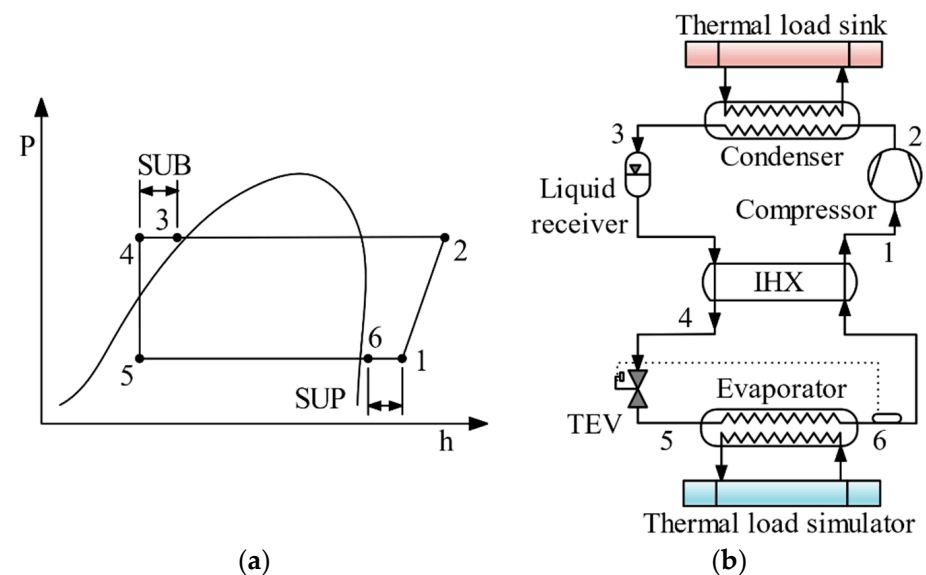 P
SUB
3
4
2
6
5
1
SUP
h
(a)
Thermal load sink
3
2
Condenser
Liquid
receiver
Compressor
1
IHX
4
Evaporator
TEV
5
6
Thermal load simulator
(b)